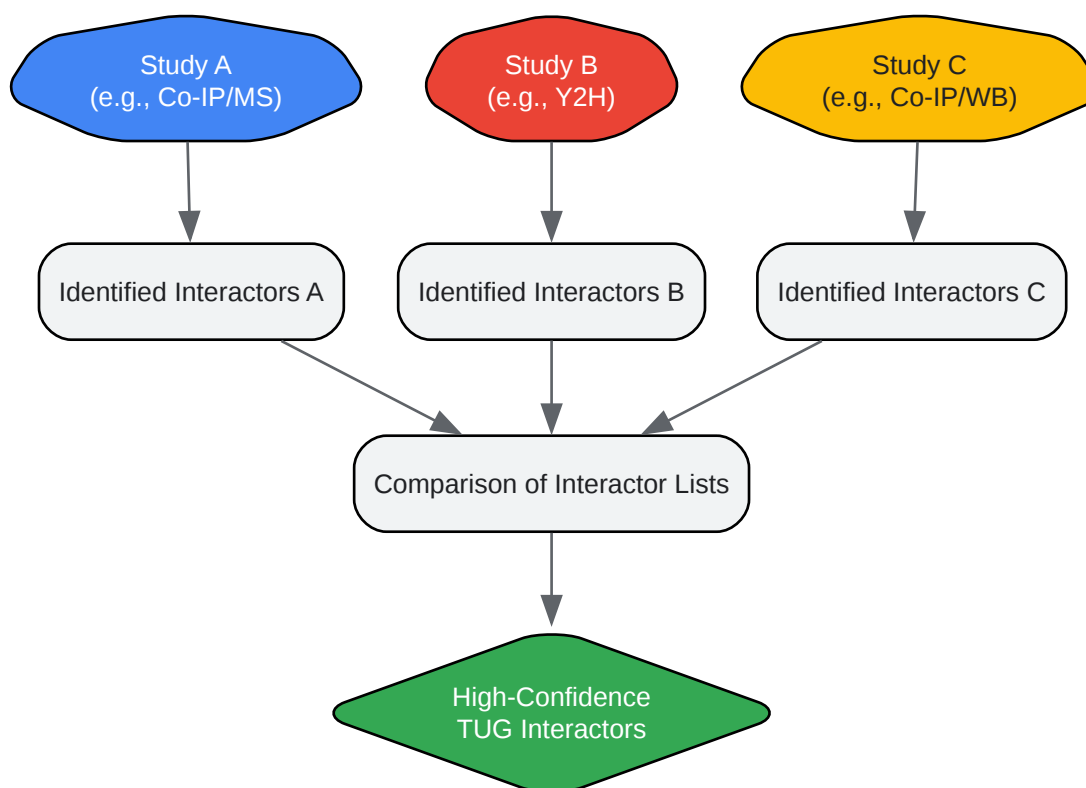 Study A
(e.g., Co-IP/MS)
Study B
(e.g., Y2H)
Study C
(e.g., Co-IP/WB)
Identified Interactors A
Identified Interactors B
Identified Interactors C
Comparison of Interactor Lists
High-Confidence
TUG Interactors